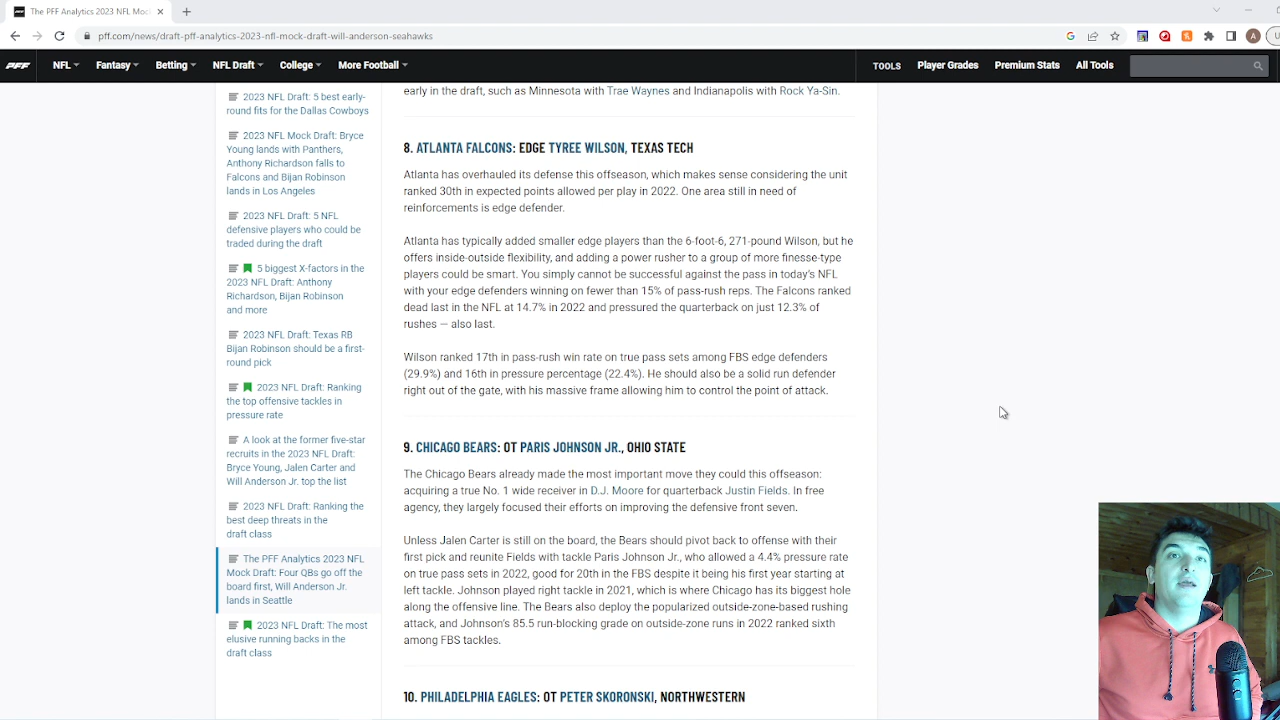 The PFF Analytics 2023 NFL Moc
pff.com/news/draft-pff-analytics-2023-nfl-mock-draft-will-anderson-seahawks
A
PFF
NFL
Fantasy
Betting
NFL Draft
College
More Football
TOOLS
Player Grades
Premium Stats
All Tools
2023 NFL Draft: 5 best early-
round fits for the Dallas Cowboys
2023 NFL Mock Draft: Bryce
Young lands with Panthers,
Anthony Richardson falls to
Falcons and Bijan Robinson
lands in Los Angeles
2023 NFL Draft: 5 NFL
defensive players who could be
traded during the draft
5 biggest X-factors in the
2023 NFL Draft: Anthony
Richardson, Bijan Robinson
and more
2023 NFL Draft: Texas RB
Bijan Robinson should be a first-
round pick
2023 NFL Draft: Ranking
the top offensive tackles in
pressure rate
A look at the former five-star
recruits in the 2023 NFL Draft:
Bryce Young, Jalen Carter and
Will Anderson Jr. top the list
2023 NFL Draft: Ranking the
best deep threats in the
draft class
The PFF Analytics 2023 NFL
Mock Draft: Four QBs go off the
board first, Will Anderson Jr.
lands in Seattle
2023 NFL Draft: The most
elusive running backs in the
draft class
early in the draft, such as Minnesota with Trae Waynes and Indianapolis with Rock Ya-Sin.
8. ATLANTA FALCONS: EDGE TYREE WILSON, TEXAS TECH
Atlanta has overhauled its defense this offseason, which makes sense considering the unit
ranked 30th in expected points allowed per play in 2022. One area still in need of
reinforcements is edge defender.
Atlanta has typically added smaller edge players than the 6-foot-6, 271-pound Wilson, but he
offers inside-outside flexibility, and adding a power rusher to a group of more finesse-type
players could be smart. You simply cannot be successful against the pass in today's NFL
with your edge defenders winning on fewer than 15% of pass-rush reps. The Falcons ranked
dead last in the NFL at 14.7% in 2022 and pressured the quarterback on just 12.3% of
rushes — also last.
Wilson ranked 17th in pass-rush win rate on true pass sets among FBS edge defenders
(29.9%) and 16th in pressure percentage (22.4%). He should also be a solid run defender
right out of the gate, with his massive frame allowing him to control the point of attack.
9. CHICAGO BEARS: OT PARIS JOHNSON JR., OHIO STATE
The Chicago Bears already made the most important move they could this offseason:
acquiring a true No. 1 wide receiver in D.J. Moore for quarterback Justin Fields. In free
agency, they largely focused their efforts on improving the defensive front seven.
Unless Jalen Carter is still on the board, the Bears should pivot back to offense with their
first pick and reunite Fields with tackle Paris Johnson Jr., who allowed a 4.4% pressure rate
on true pass sets in 2022, good for 20th in the FBS despite it being his first year starting at
left tackle. Johnson played right tackle in 2021, which is where Chicago has its biggest hole
along the offensive line. The Bears also deploy the popularized outside-zone-based rushing
attack, and Johnson's 85.5 run-blocking grade on outside-zone runs in 2022 ranked sixth
among FBS tackles.
10. PHILADELPHIA EAGLES: OT PETER SKORONSKI, NORTHWESTERN